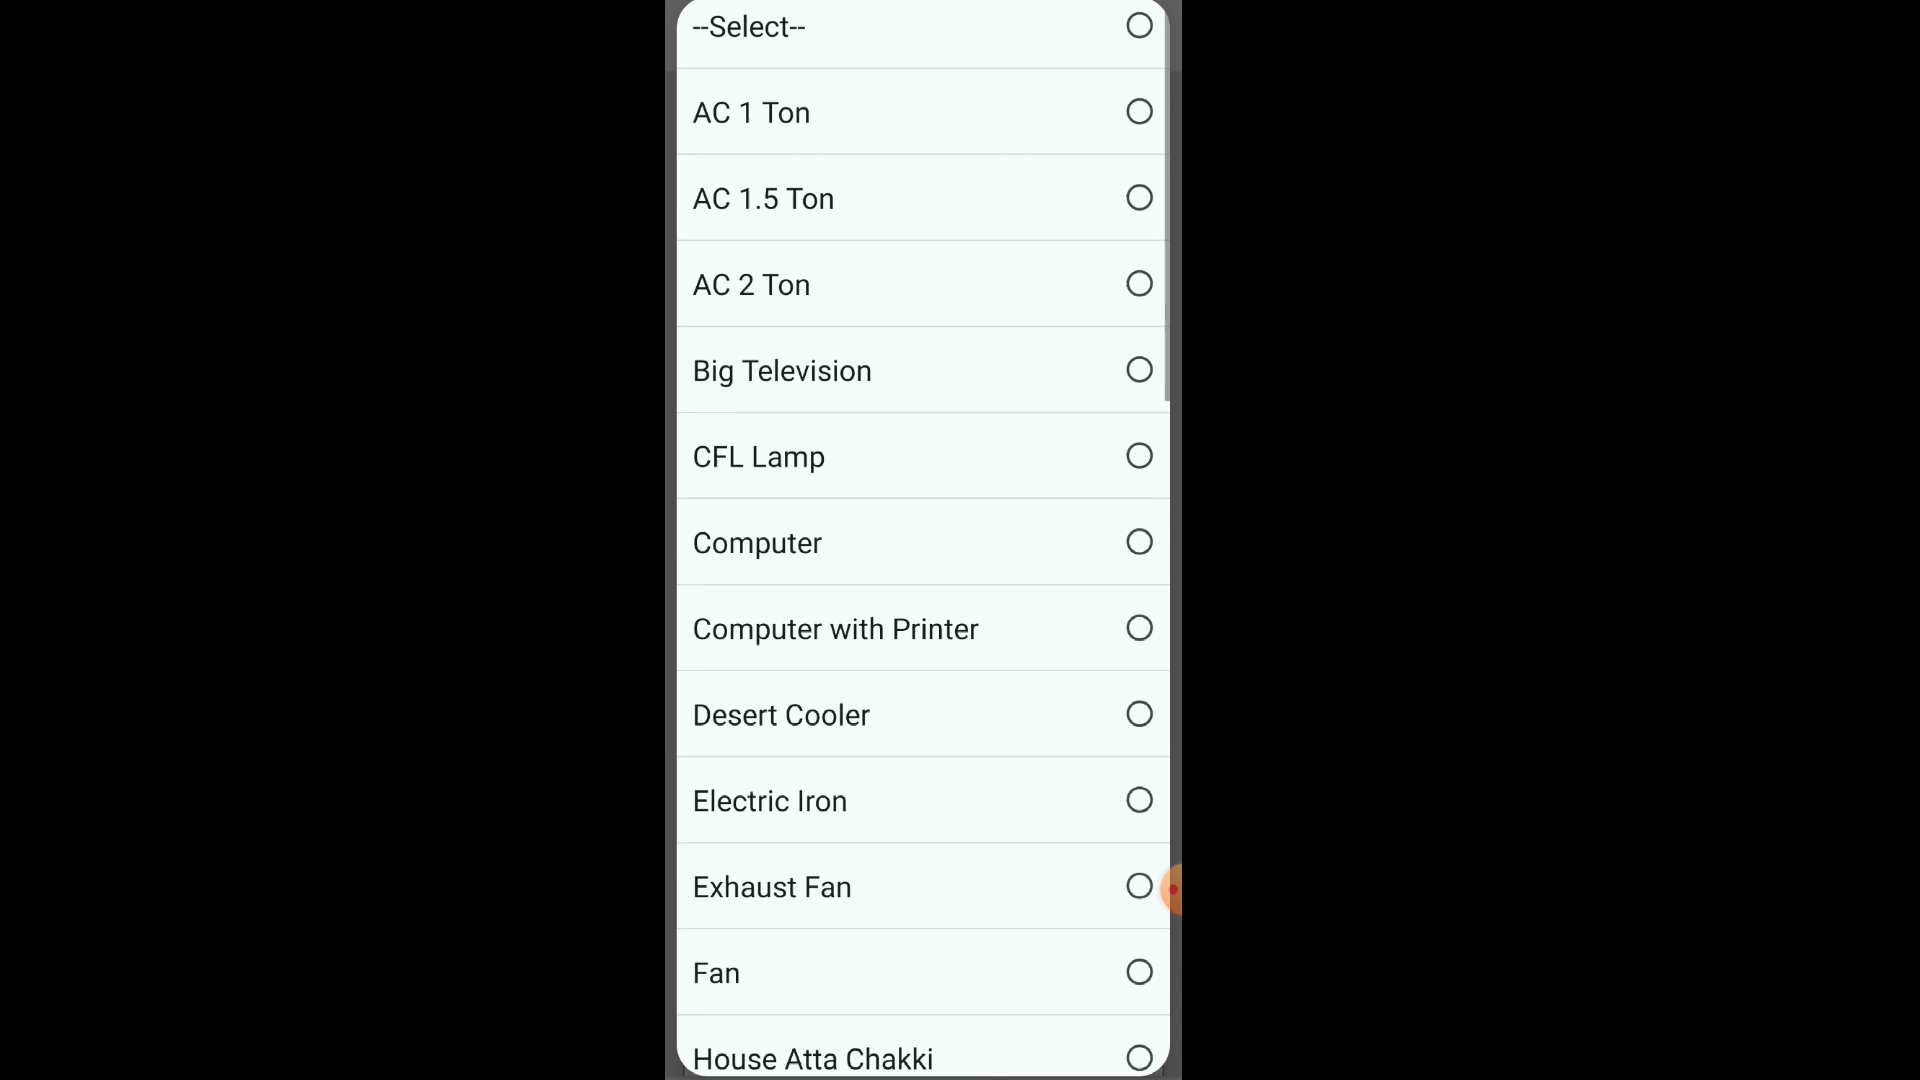 --Select--
AC 1 Ton
AC 1.5 Ton
AC 2 Ton
Big Television
CFL Lamp
Computer
Computer with Printer
Desert Cooler
Electric Iron
Exhaust Fan
Fan
House Atta Chakki